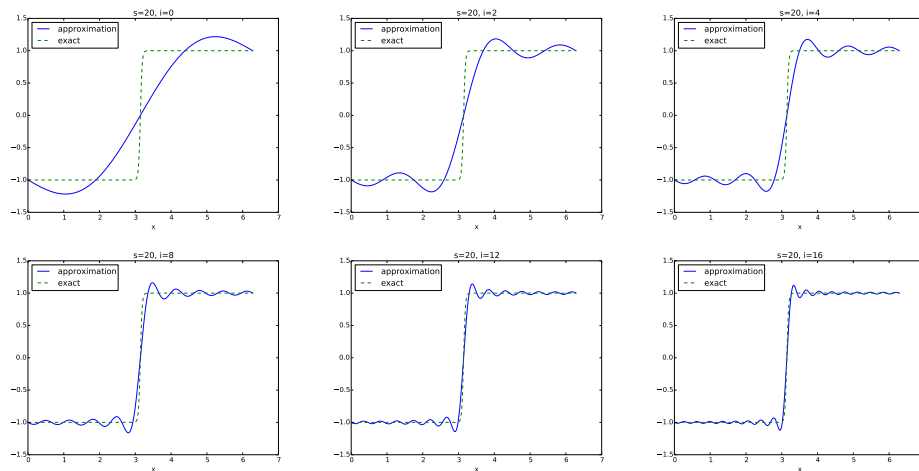 s=20, i=0
approximation
exact
1.5
1.0
0.5
0.0
−0.5
−1.0
−1.5
0 1 2 3 4 5 6 7
x
s=20, i=2
approximation
exact
1.5
1.0
0.5
0.0
−0.5
−1.0
−1.5
0 1 2 3 4 5 6 7
x
s=20, i=4
approximation
exact
1.5
1.0
0.5
0.0
−0.5
−1.0
−1.5
0 1 2 3 4 5 6
x
s=20, i=8
approximation
exact
1.5
1.0
0.5
0.0
−0.5
−1.0
−1.5
0 1 2 3 4 5 6 7
x
s=20, i=12
approximation
exact
1.5
1.0
0.5
0.0
−0.5
−1.0
−1.5
0 1 2 3 4 5 6 7
x
s=20, i=16
approximation
exact
1.5
1.0
0.5
0.0
−0.5
−1.0
−1.5
0 1 2 3 4 5 6
x